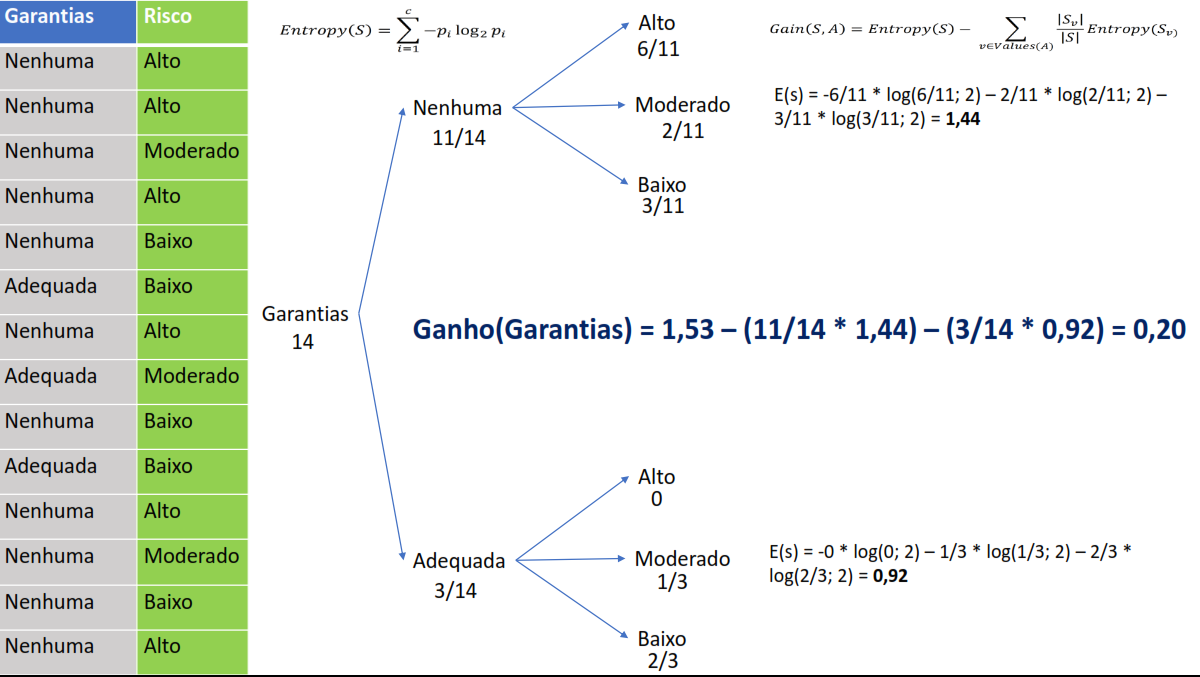 Garantias Risco
Nenhuma Alto
Nenhuma Alto
Nenhuma Moderado
Nenhuma Alto
Nenhuma Baixo
Adequada Baixo
Nenhuma Alto
Adequada Moderado
Nenhuma Baixo
Adequada Baixo
Nenhuma Alto
Nenhuma Moderado
Nenhuma Baixo
Nenhuma Alto
Entropy(S) = ∑_{i=1}^{c} −p_i log_2 p_i
Gain(S, A) = Entropy(S) − ∑_{v∈Values(A)} |S_v|/|S| Entropy(S_v)
Garantias
14
Nenhuma
11/14
Alto
6/11
Moderado
2/11
Baixo
3/11
E(s) = -6/11 * log(6/11; 2) – 2/11 * log(2/11; 2) –
3/11 * log(3/11; 2) = 1,44
Ganho(Garantias) = 1,53 – (11/14 * 1,44) – (3/14 * 0,92) = 0,20
Adequada
3/14
Alto
0
Moderado
1/3
Baixo
2/3
E(s) = -0 * log(0; 2) – 1/3 * log(1/3; 2) – 2/3 *
log(2/3; 2) = 0,92